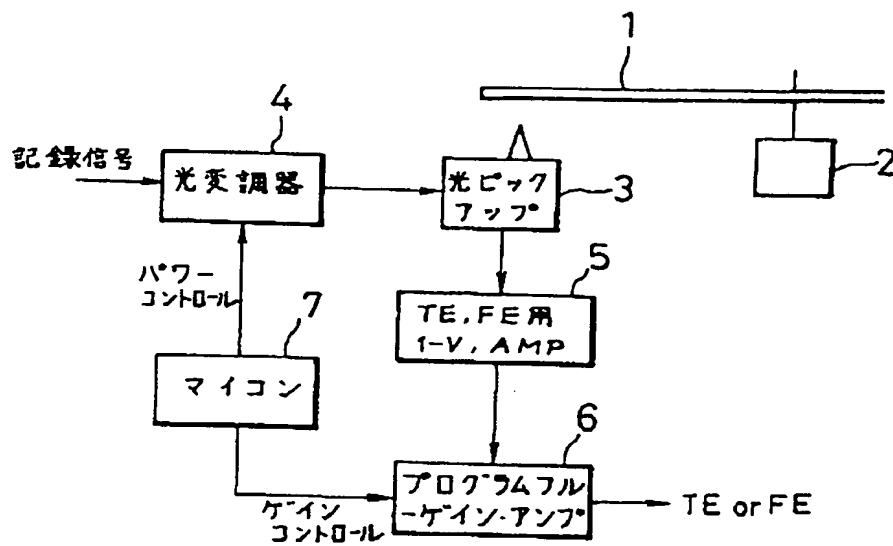 1
4
記録信号
光変調器
光ピック
アップ
3
2
パワー
コントロール
5
TE,FE用
I-V,AMP
7
マイコン
6
プログラムフル
-ゲイン・アンプ
ゲイン
コントロール
TE or FE